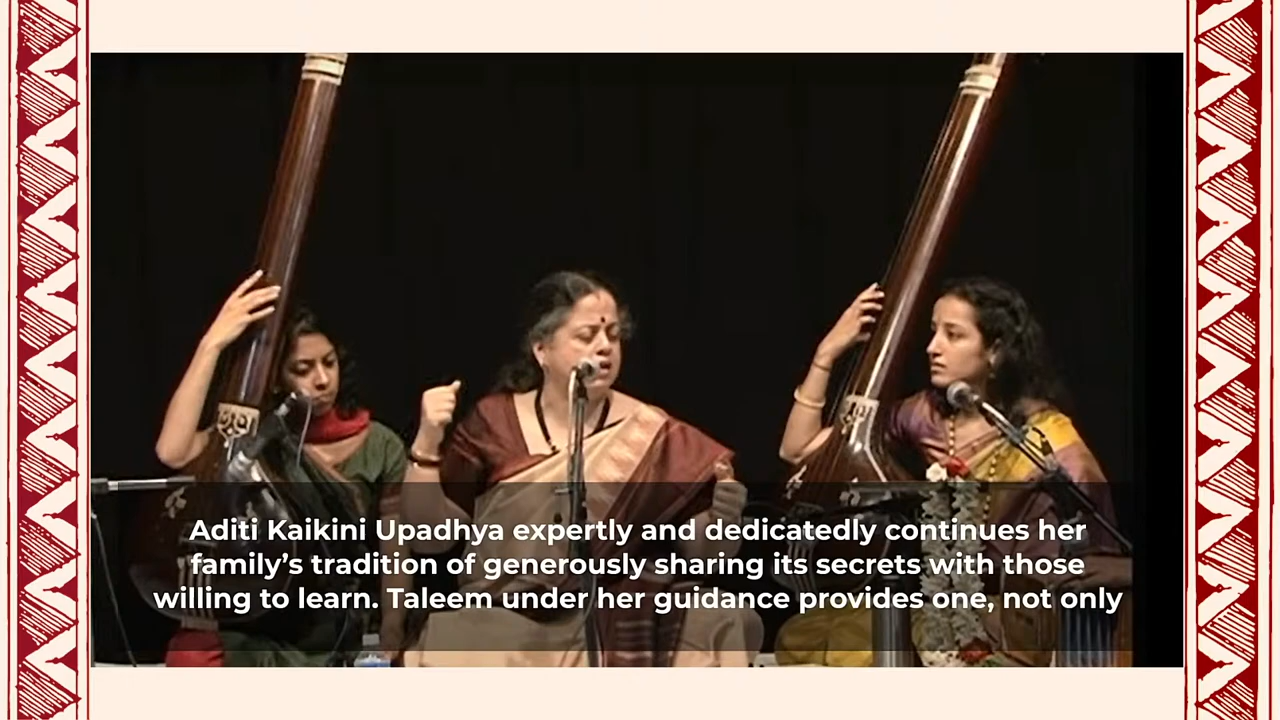 Aditi Kaikini Upadhya expertly and dedicatedly continues her
family’s tradition of generously sharing its secrets with those
willing to learn. Taleem under her guidance provides one, not only